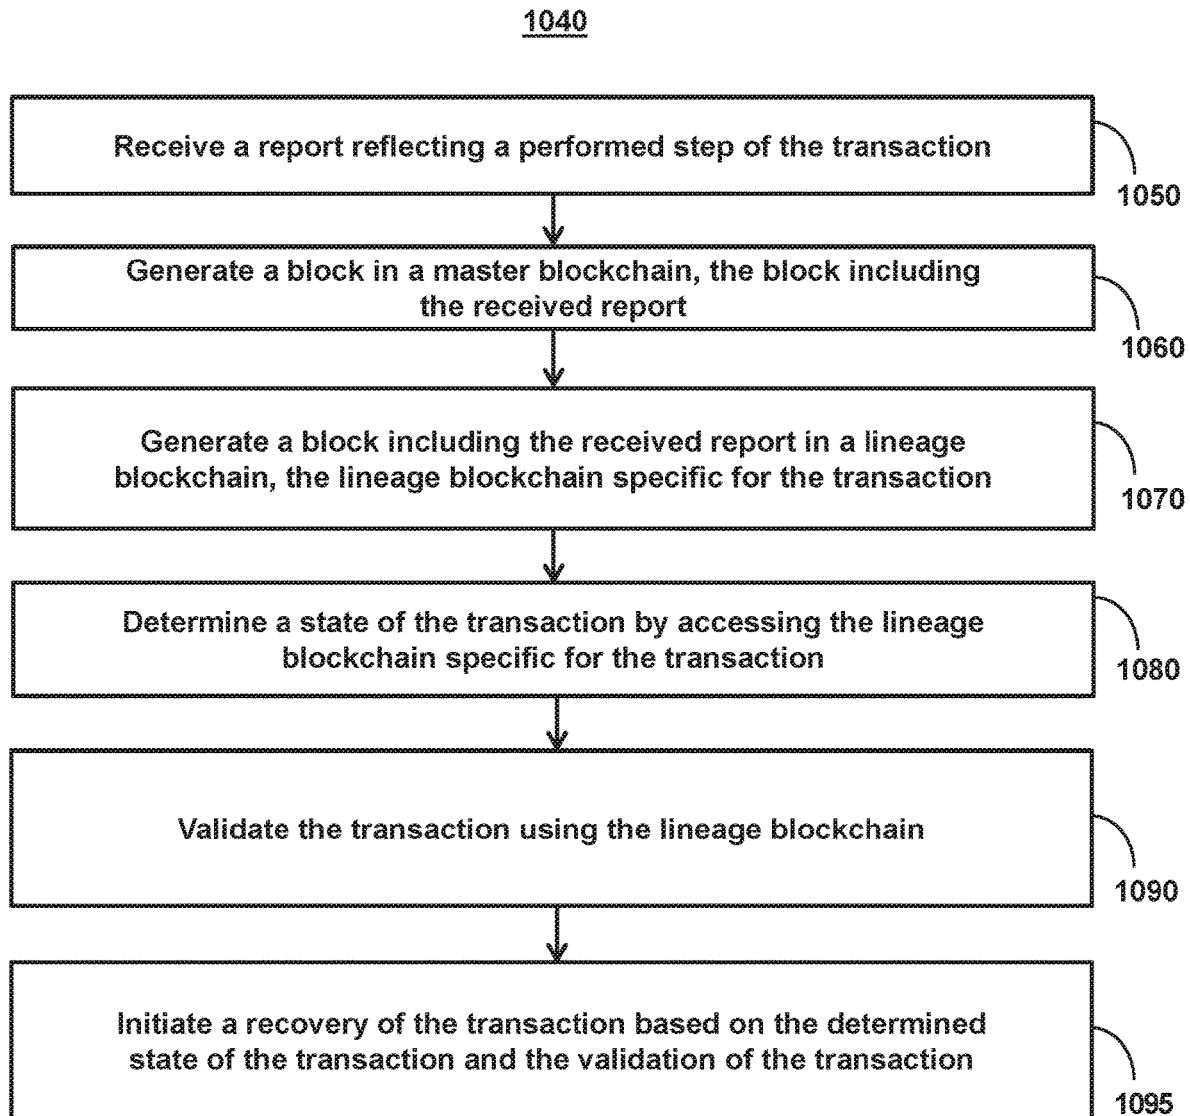 1040
Receive a report reflecting a performed step of the transaction
1050
Generate a block in a master blockchain, the block including
the received report
1060
Generate a block including the received report in a lineage
blockchain, the lineage blockchain specific for the transaction
1070
Determine a state of the transaction by accessing the lineage
blockchain specific for the transaction
1080
Validate the transaction using the lineage blockchain
1090
Initiate a recovery of the transaction based on the determined
state of the transaction and the validation of the transaction
1095